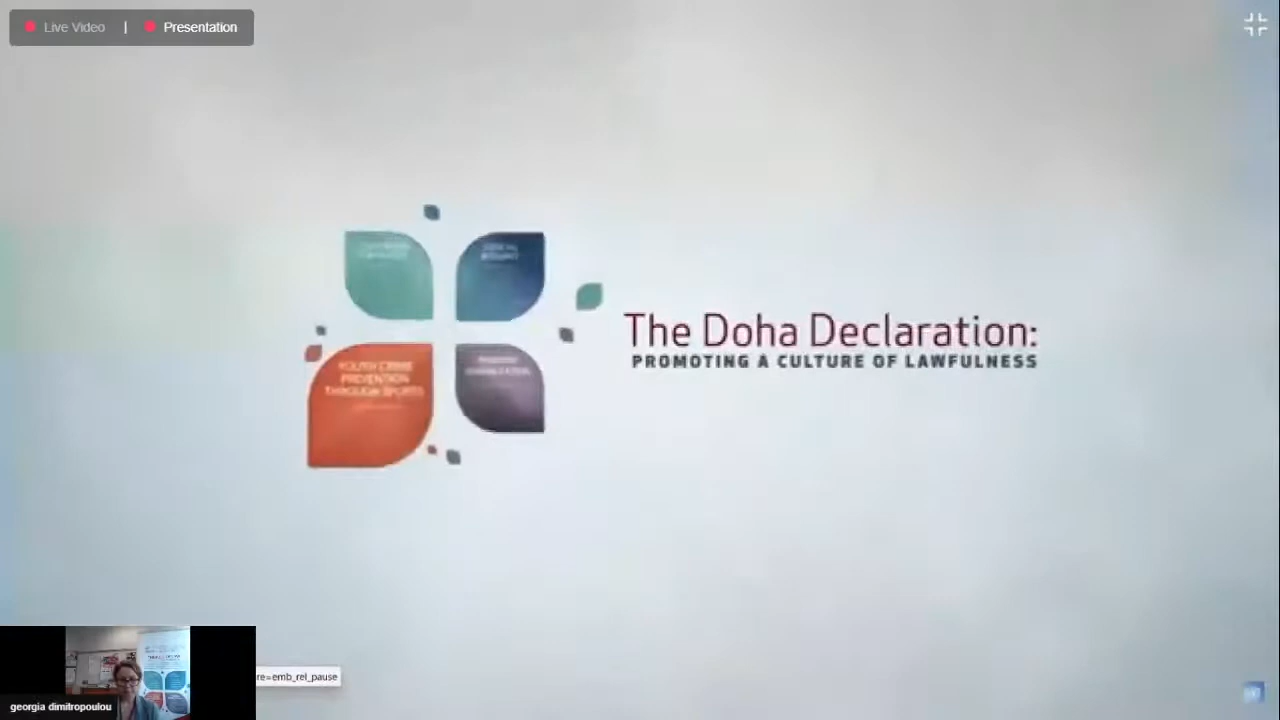 Live Video | Presentation
The Doha Declaration:
PROMOTING A CULTURE OF LAWFULNESS
YOUTH CRIME
PREVENTION
THROUGH SPORTS
re=emb_rel_pause
georgia dimitropoulou